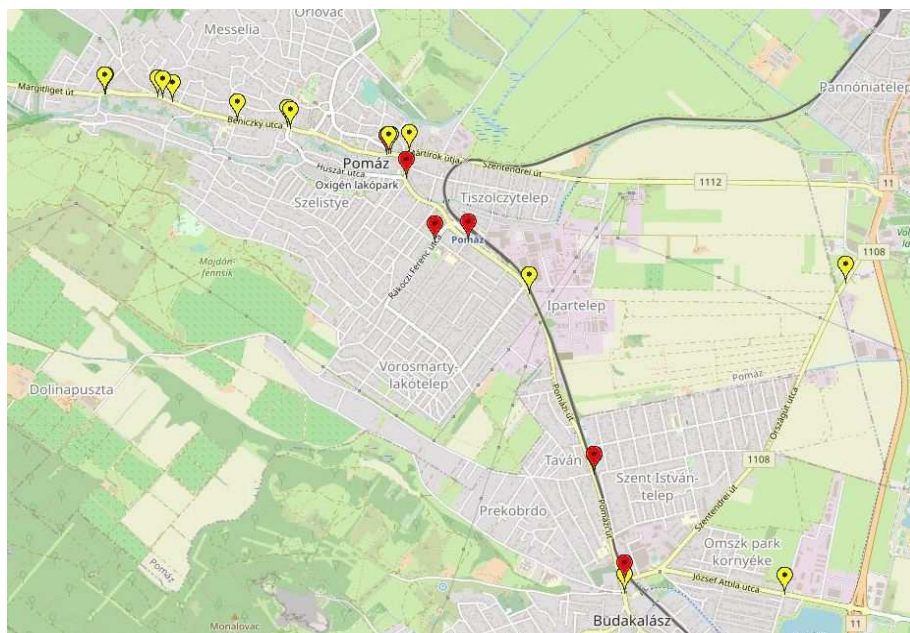 Orlovác
Messelia
Pannóniatelep
Margitliget út
Beniczky utca
Mártírok útja
Szentendrei út
Pomáz
Huszár utca
Oxigén lakópark
1112
11
Tiszolczytelep
Szelistye
Pomáz
1108
Majdán-
fennsík
Rákóczi Ferenc utca
Ipartelep
Vörösmarty-
lakótelep
Pomáz
Dolinapuszta
Pomázi út
Országút utca
Taván
1108
Szent István-
telep
Szentendrei út
Prekobrdo
Pomázi út
Omszk park
környéke
Pomáz
József Attila utca
Budakalász
11
Monalovac